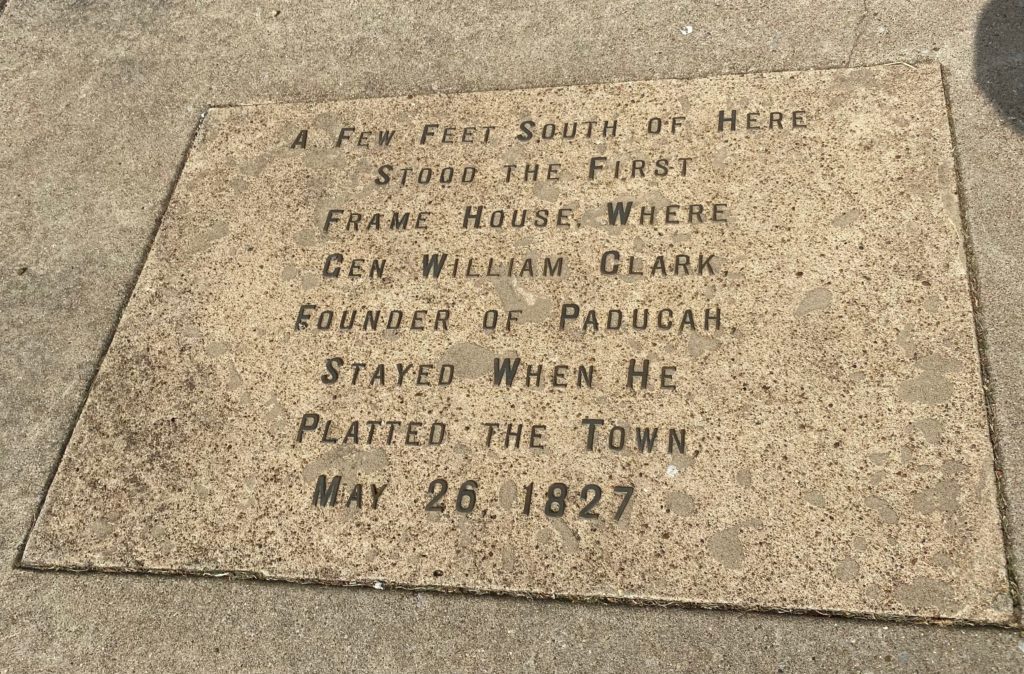 A Few Feet South of Here
Stood the First
Frame House, Where
Gen William Clark,
Founder of Paducah,
Stayed When He
Platted the Town,
May 26, 1827